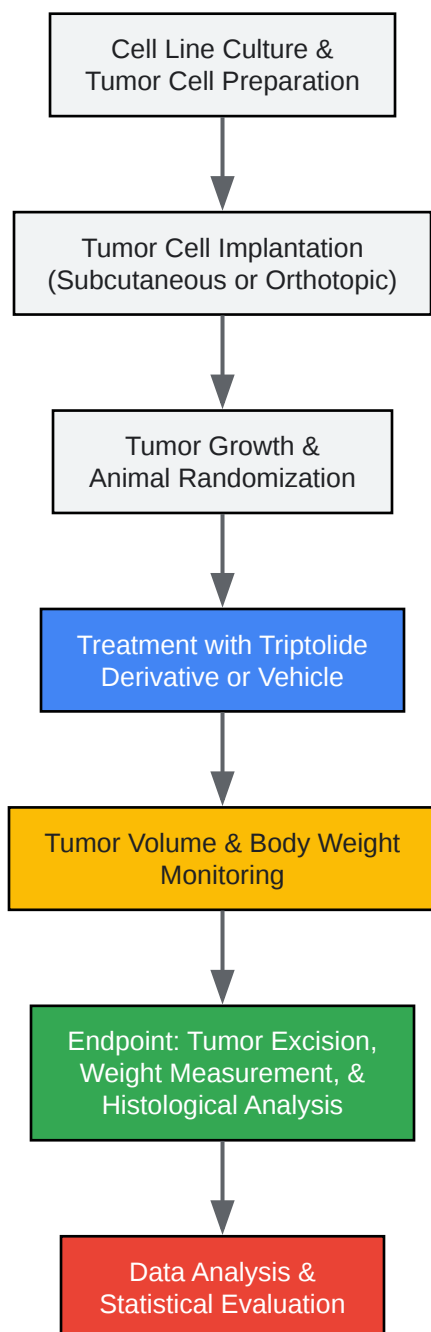 Cell Line Culture &
Tumor Cell Preparation
Tumor Cell Implantation
(Subcutaneous or Orthotopic)
Tumor Growth &
Animal Randomization
Treatment with Triptolide
Derivative or Vehicle
Tumor Volume & Body Weight
Monitoring
Endpoint: Tumor Excision,
Weight Measurement, &
Histological Analysis
Data Analysis &
Statistical Evaluation